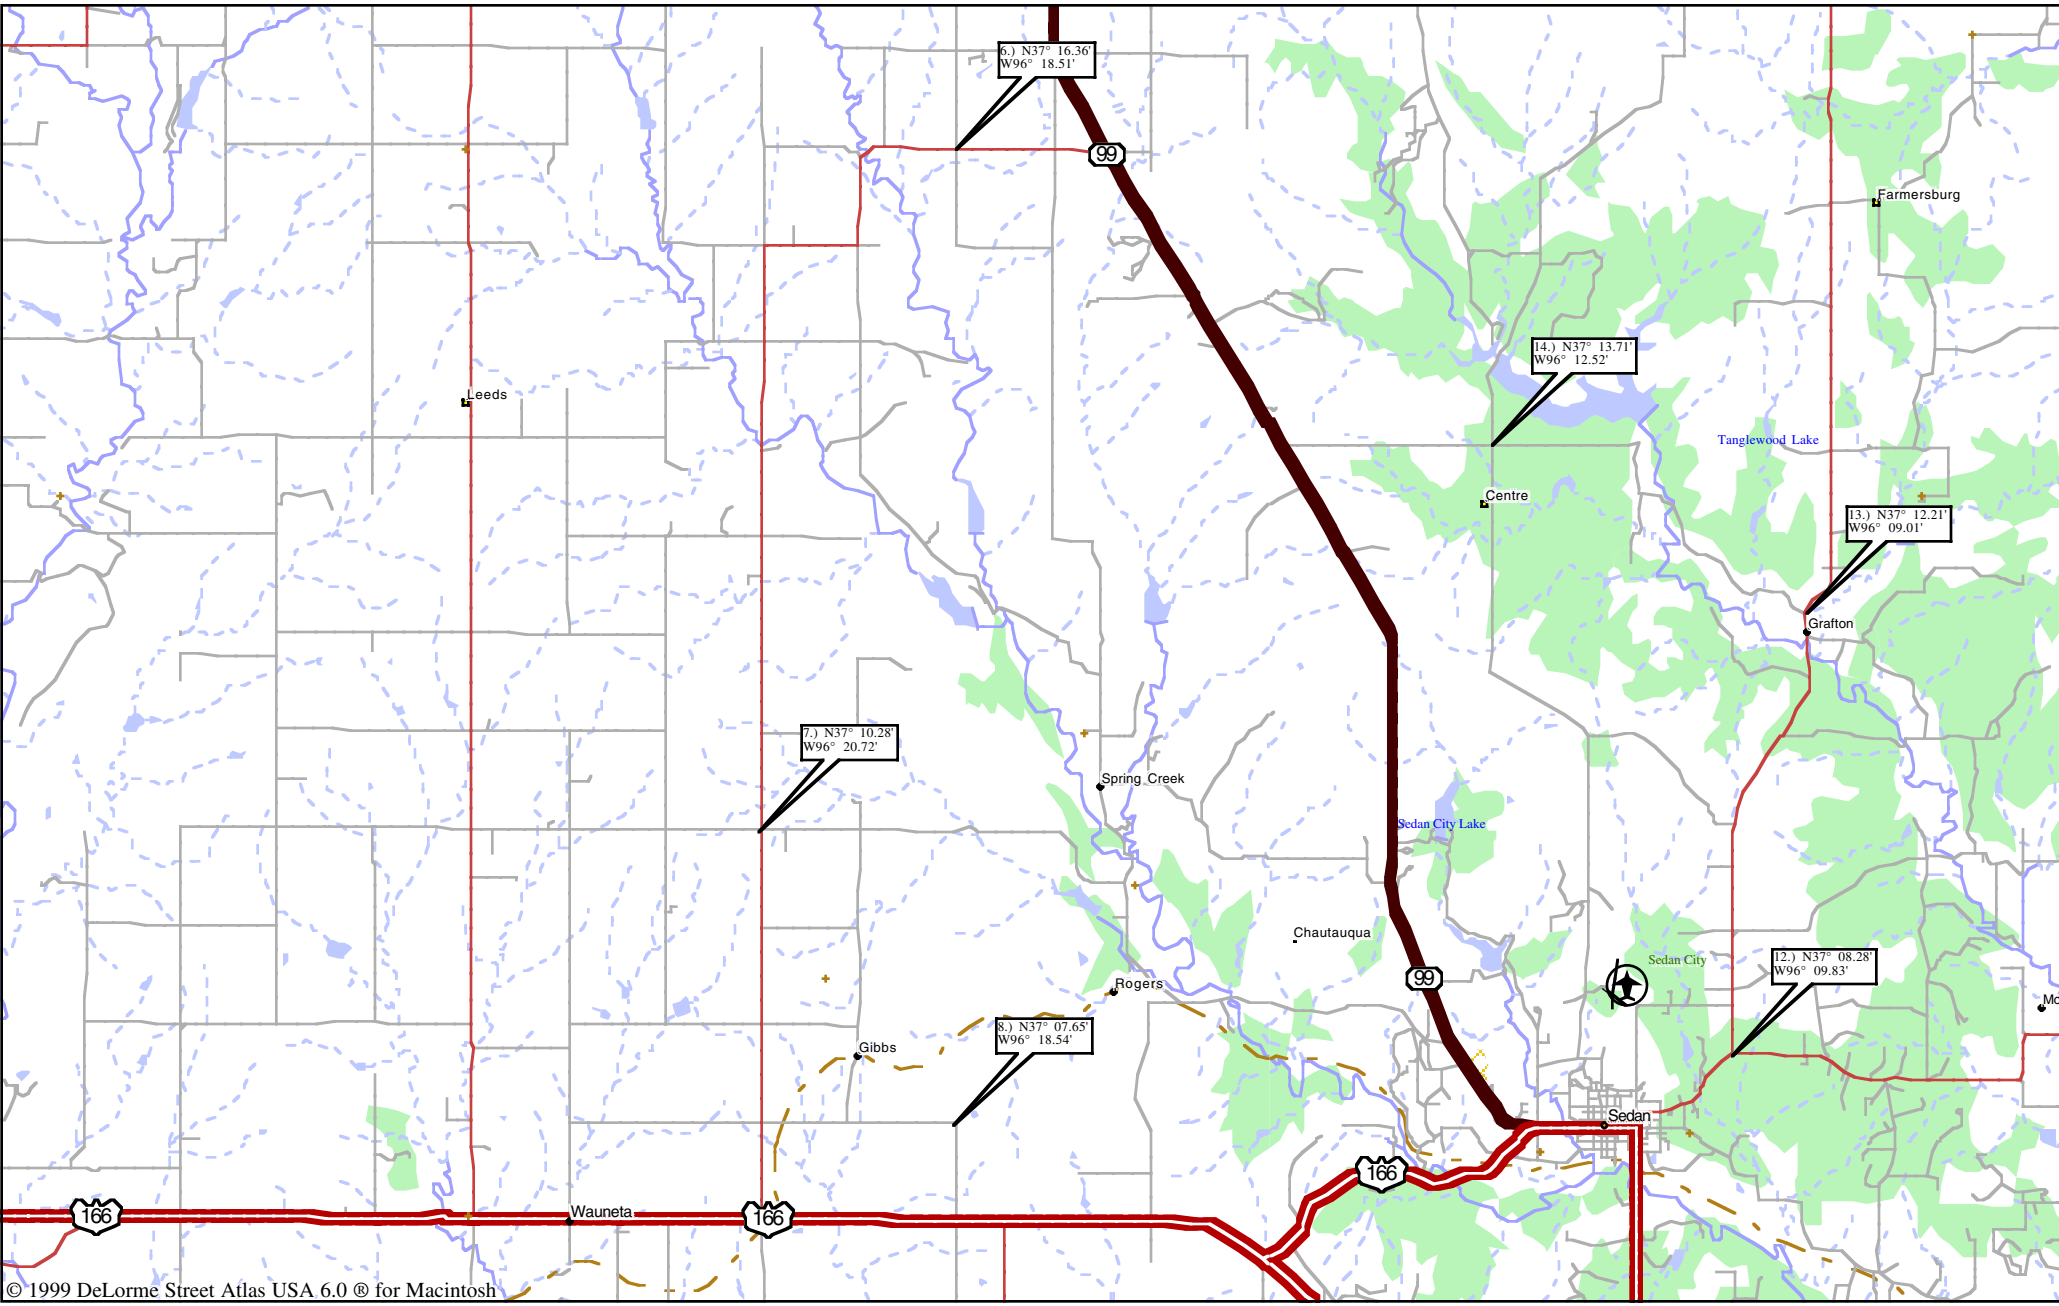 6.) N37° 16.36'
W96° 18.51'
99
Farmersburg
14.) N37° 13.71'
W96° 12.52'
Leeds
Tanglewood Lake
Centre
13.) N37° 12.21'
W96° 09.01'
Grafton
7.) N37° 10.28'
W96° 20.72'
Spring Creek
Sedan City Lake
Chautauqua
Sedan City
12.) N37° 08.28'
W96° 09.83'
99
Rogers
Mo
8.) N37° 07.65'
W96° 18.54'
Gibbs
Sedan
166
Wauneta
166
166
© 1999 DeLorme Street Atlas USA 6.0 ® for Macintosh